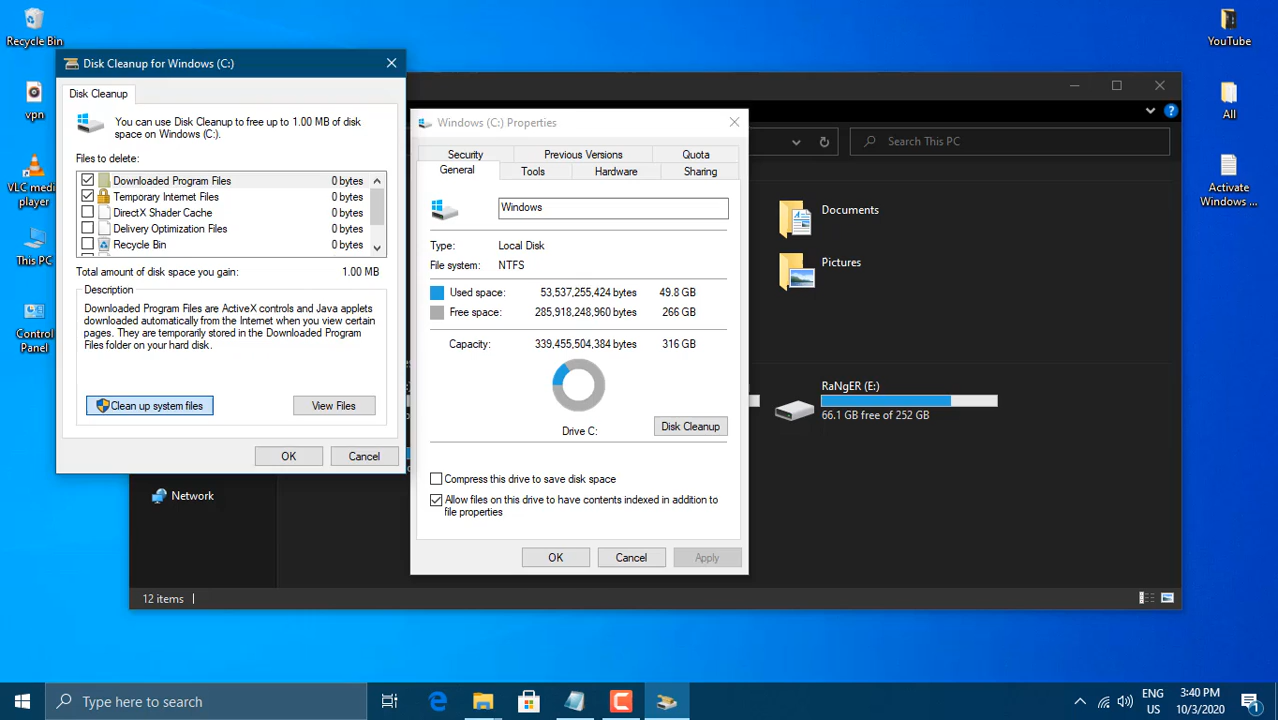 Recycle Bin
vpn
VLC media
player
This PC
Control
Panel
YouTube
All
Activate
Windows ...
Disk Cleanup for Windows (C:)
Disk Cleanup
You can use Disk Cleanup to free up to 1.00 MB of disk
space on Windows (C:).
Files to delete:
Downloaded Program Files 0 bytes
Temporary Internet Files 0 bytes
DirectX Shader Cache 0 bytes
Delivery Optimization Files 0 bytes
Recycle Bin 0 bytes
Total amount of disk space you gain: 1.00 MB
Description
Downloaded Program Files are ActiveX controls and Java applets
downloaded automatically from the Internet when you view certain
pages. They are temporarily stored in the Downloaded Program
Files folder on your hard disk.
Clean up system files View Files
OK Cancel
Windows (C:) Properties
Security Previous Versions Quota
General Tools Hardware Sharing
Windows
Type: Local Disk
File system: NTFS
Used space: 53,537,255,424 bytes 49.8 GB
Free space: 285,918,248,960 bytes 266 GB
Capacity: 339,455,504,384 bytes 316 GB
Drive C: Disk Cleanup
Compress this drive to save disk space
Allow files on this drive to have contents indexed in addition to
file properties
OK Cancel Apply
Search This PC
Documents
Pictures
RaNgER (E:)
66.1 GB free of 252 GB
Network
12 items
Type here to search
ENG
US
3:40 PM
10/3/2020
1